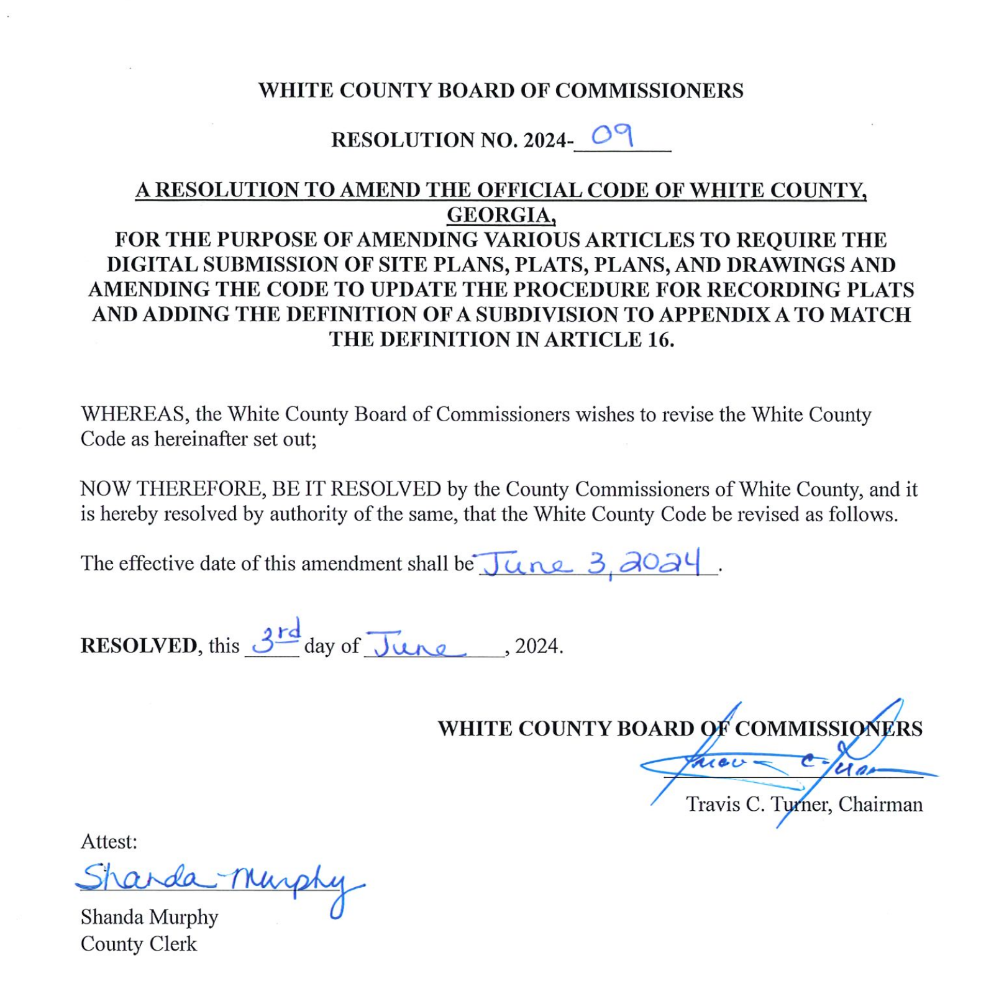 WHITE COUNTY BOARD OF COMMISSIONERS
RESOLUTION NO. 2024- 09
A RESOLUTION TO AMEND THE OFFICIAL CODE OF WHITE COUNTY,
GEORGIA,
FOR THE PURPOSE OF AMENDING VARIOUS ARTICLES TO REQUIRE THE
DIGITAL SUBMISSION OF SITE PLANS, PLATS, PLANS, AND DRAWINGS AND
AMENDING THE CODE TO UPDATE THE PROCEDURE FOR RECORDING PLATS
AND ADDING THE DEFINITION OF A SUBDIVISION TO APPENDIX A TO MATCH
THE DEFINITION IN ARTICLE 16.
WHEREAS, the White County Board of Commissioners wishes to revise the White County
Code as hereinafter set out;
NOW THEREFORE, BE IT RESOLVED by the County Commissioners of White County, and it
is hereby resolved by authority of the same, that the White County Code be revised as follows.
The effective date of this amendment shall be June 3, 2024.
RESOLVED, this 3rd day of June, 2024.
WHITE COUNTY BOARD OF COMMISSIONERS
Travis C. Turner
Travis C. Turner, Chairman
Attest:
Shanda Murphy
Shanda Murphy
County Clerk